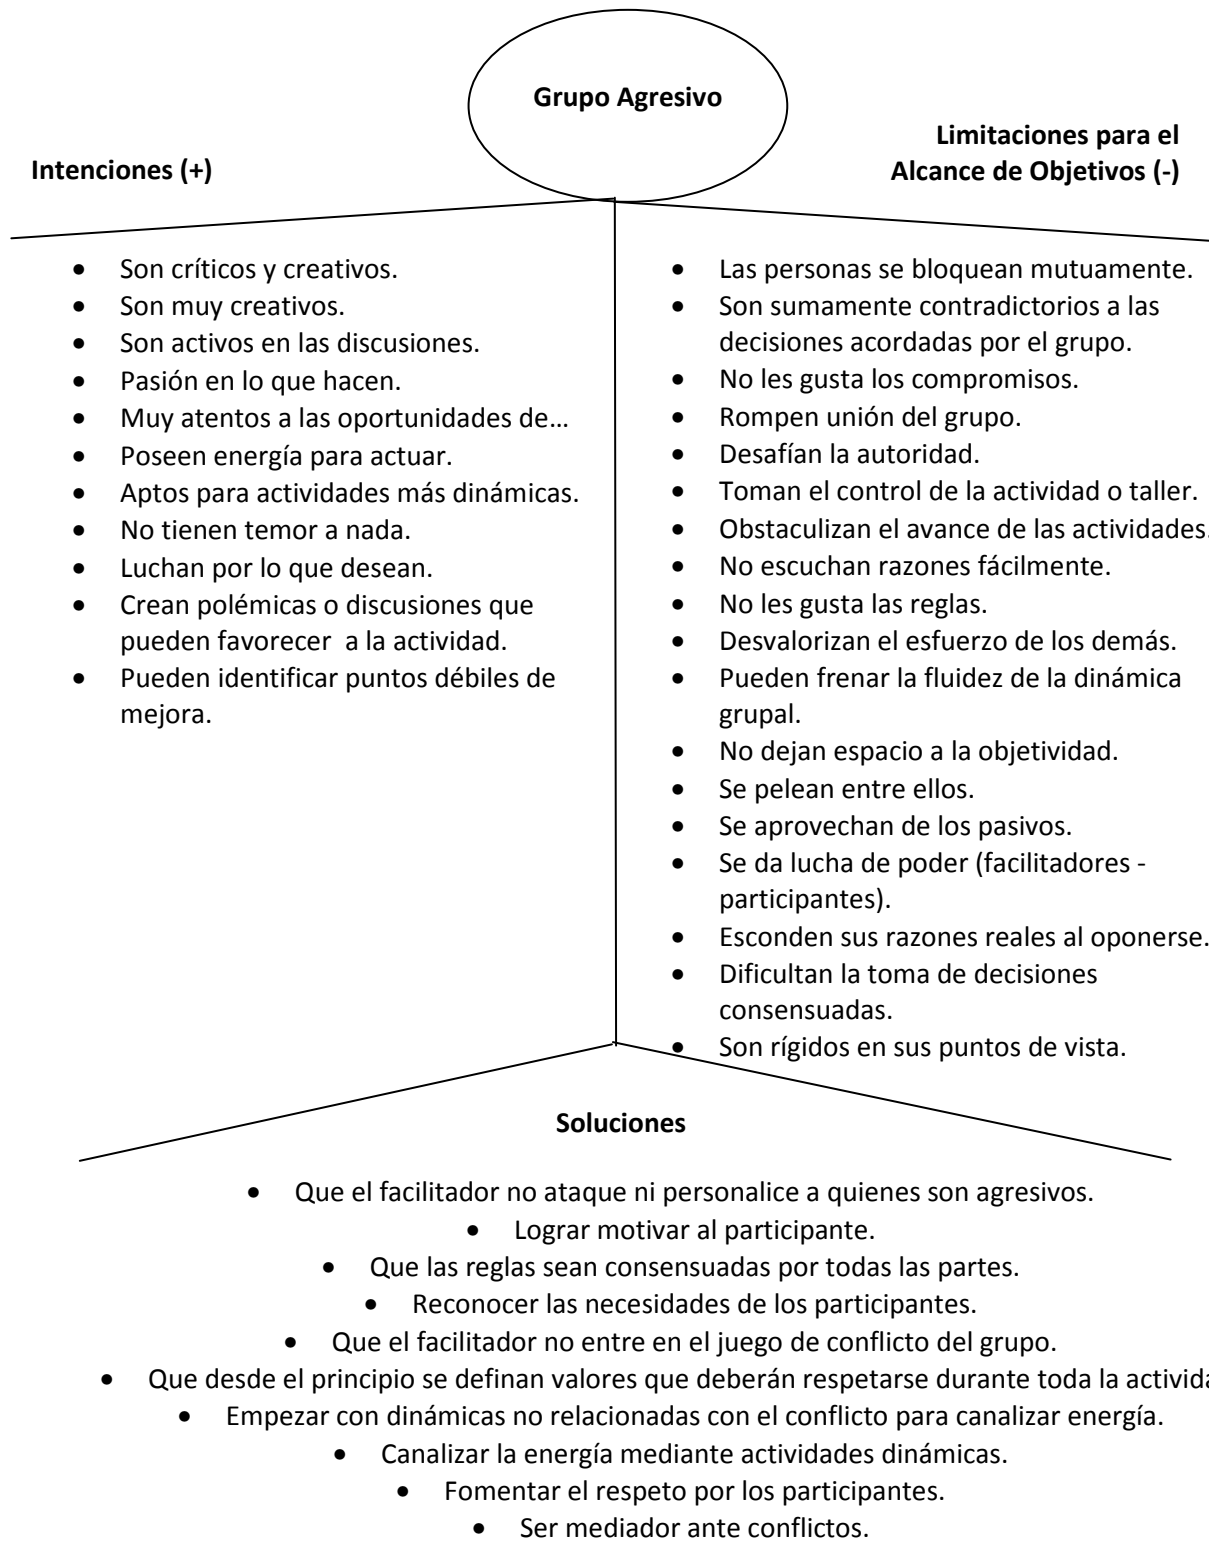 Grupo Agresivo
Intenciones (+)
Limitaciones para el
Alcance de Objetivos (-)
• Son críticos y creativos.
• Son muy creativos.
• Son activos en las discusiones.
• Pasión en lo que hacen.
• Muy atentos a las oportunidades de…
• Poseen energía para actuar.
• Aptos para actividades más dinámicas.
• No tienen temor a nada.
• Luchan por lo que desean.
• Crean polémicas o discusiones que
pueden favorecer a la actividad.
• Pueden identificar puntos débiles de
mejora.
• Las personas se bloquean mutuamente.
• Son sumamente contradictorios a las
decisiones acordadas por el grupo.
• No les gusta los compromisos.
• Rompen unión del grupo.
• Desafían la autoridad.
• Toman el control de la actividad o taller.
• Obstaculizan el avance de las actividades.
• No escuchan razones fácilmente.
• No les gusta las reglas.
• Desvalorizan el esfuerzo de los demás.
• Pueden frenar la fluidez de la dinámica
grupal.
• No dejan espacio a la objetividad.
• Se pelean entre ellos.
• Se aprovechan de los pasivos.
• Se da lucha de poder (facilitadores -
participantes).
• Esconden sus razones reales al oponerse.
• Dificultan la toma de decisiones
consensuadas.
• Son rígidos en sus puntos de vista.
Soluciones
• Que el facilitador no ataque ni personalice a quienes son agresivos.
• Lograr motivar al participante.
• Que las reglas sean consensuadas por todas las partes.
• Reconocer las necesidades de los participantes.
• Que el facilitador no entre en el juego de conflicto del grupo.
• Que desde el principio se definan valores que deberán respetarse durante toda la activida
• Empezar con dinámicas no relacionadas con el conflicto para canalizar energía.
• Canalizar la energía mediante actividades dinámicas.
• Fomentar el respeto por los participantes.
• Ser mediador ante conflictos.